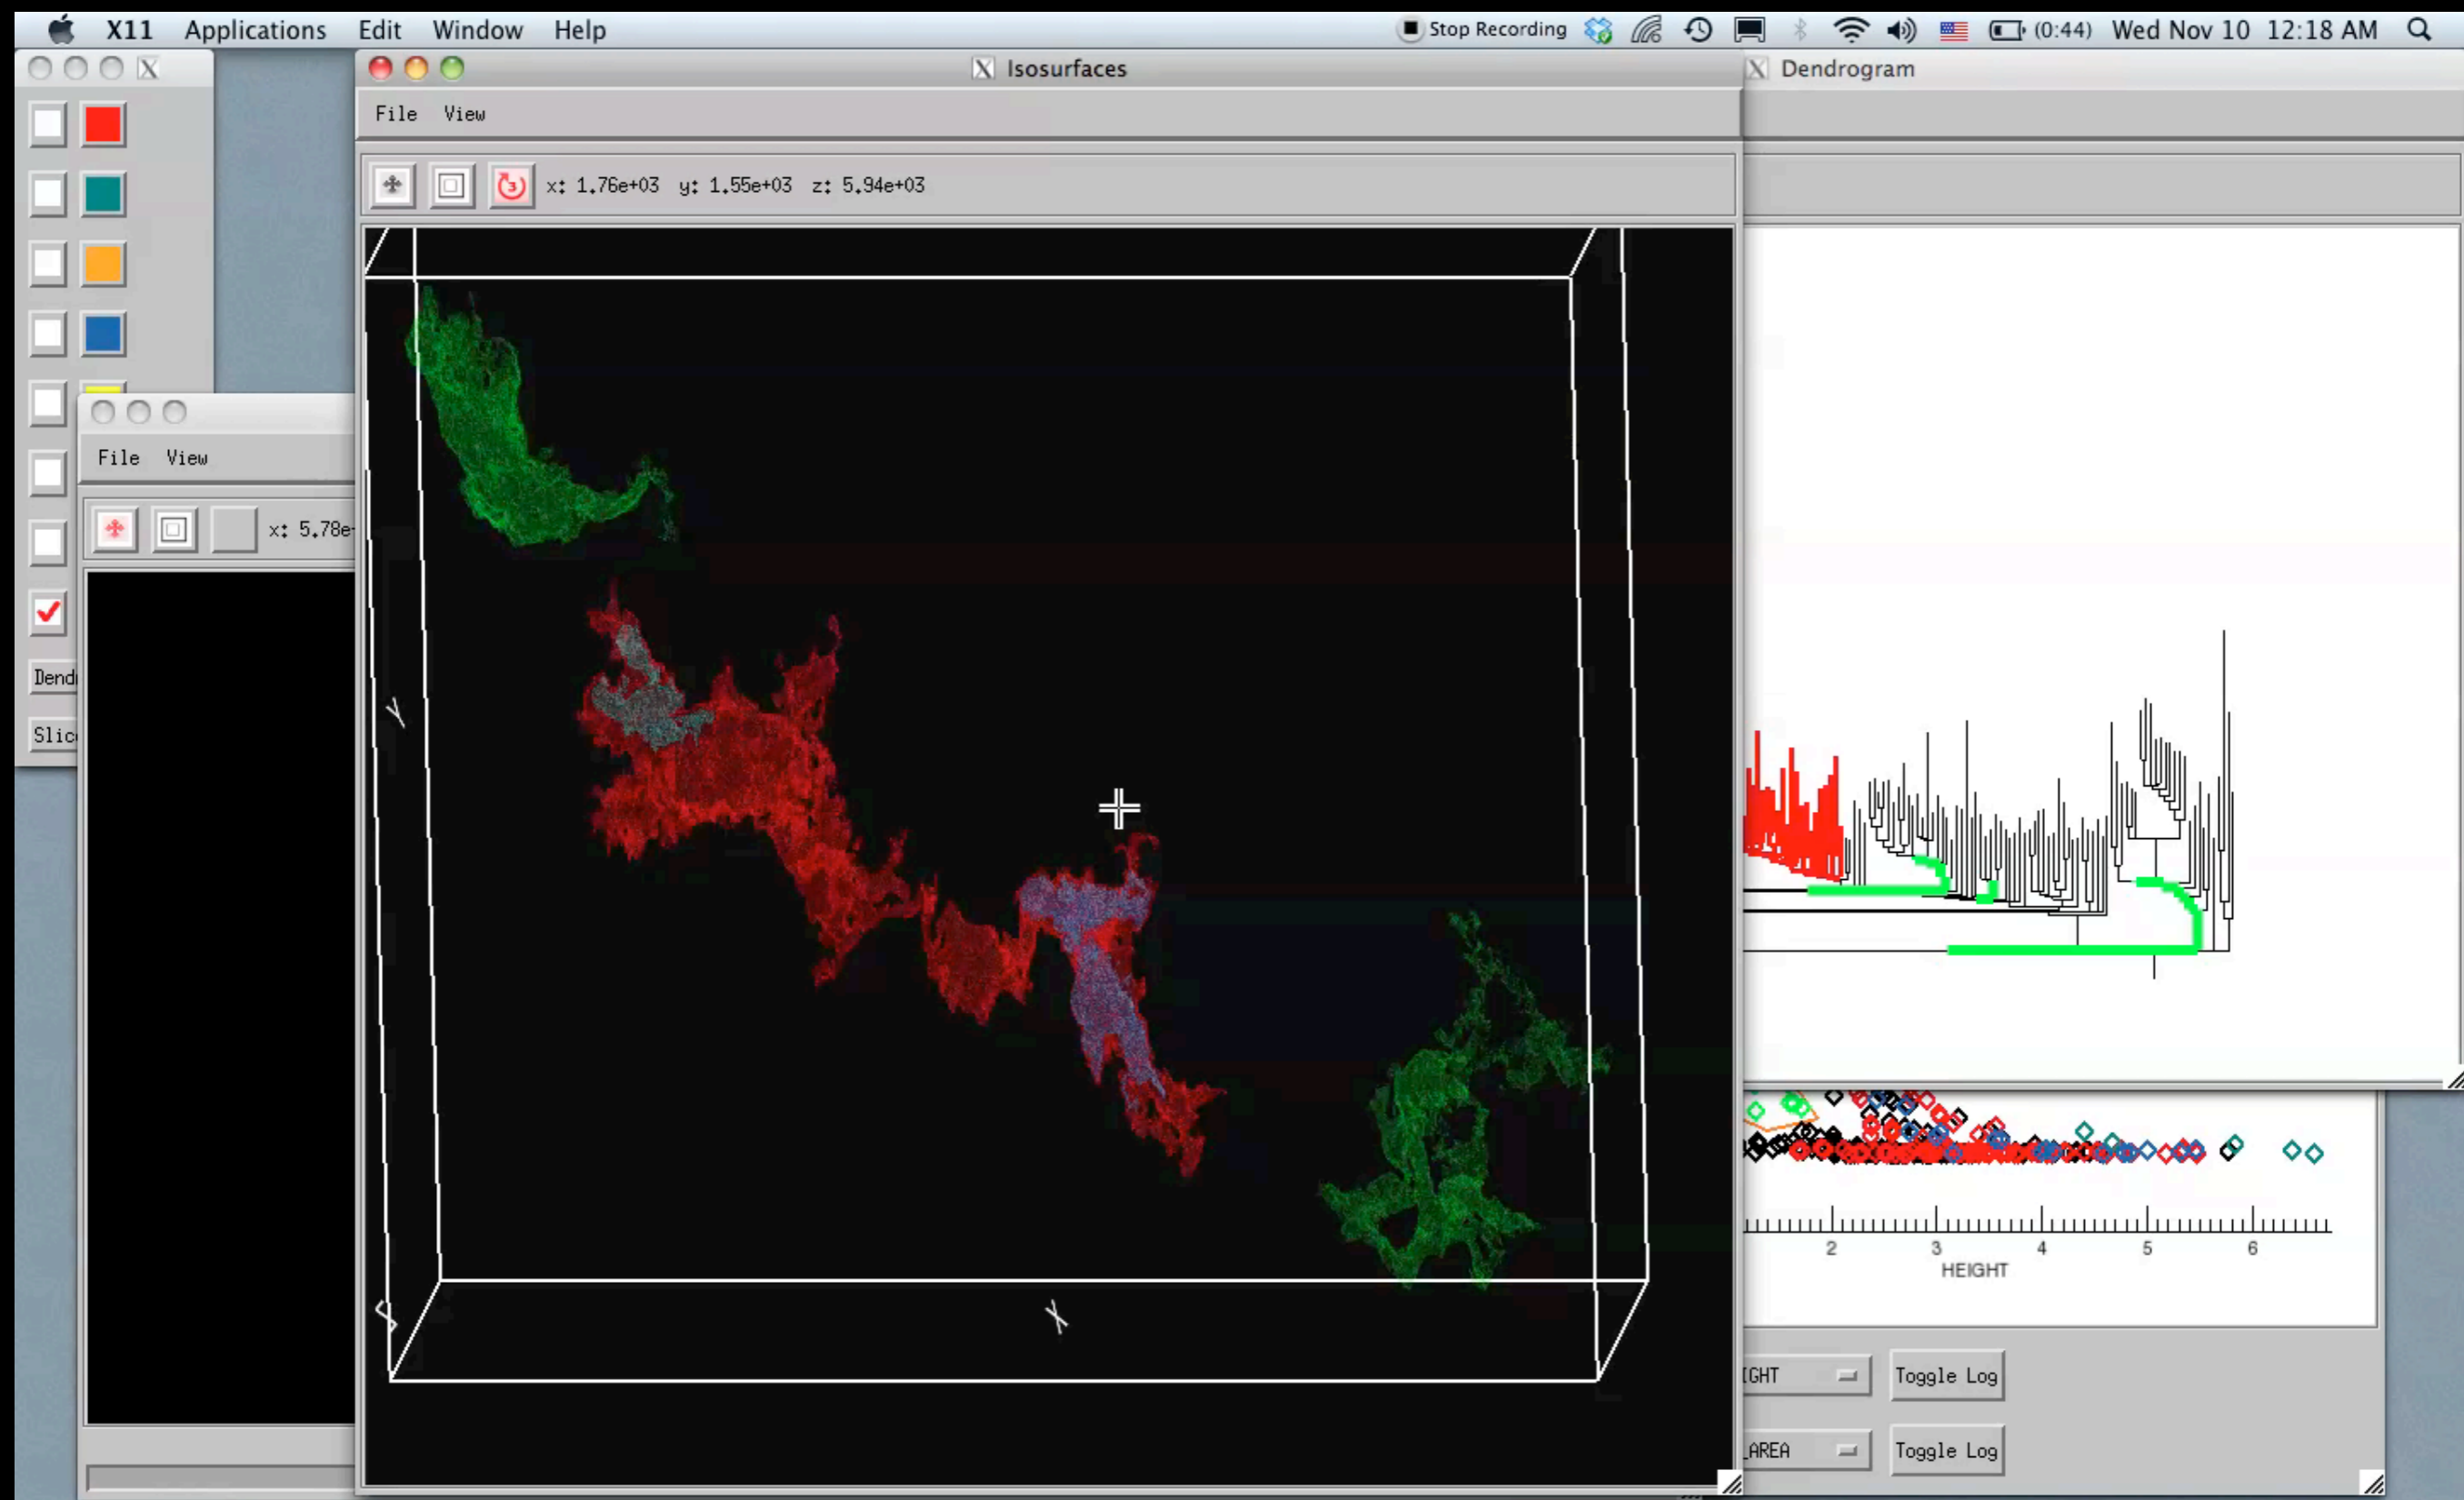 X11 Applications Edit Window Help Stop Recording (0:44) Wed Nov 10 12:18 AM
X
X Isosurfaces
X Dendrogram
File View
3 x: 1.76e+03 y: 1.55e+03 z: 5.94e+03
File View
x: 5.78e
Y
Dend
Slic
X
2 3 4 5 6
HEIGHT
IGHT Toggle Log
_AREA Toggle Log